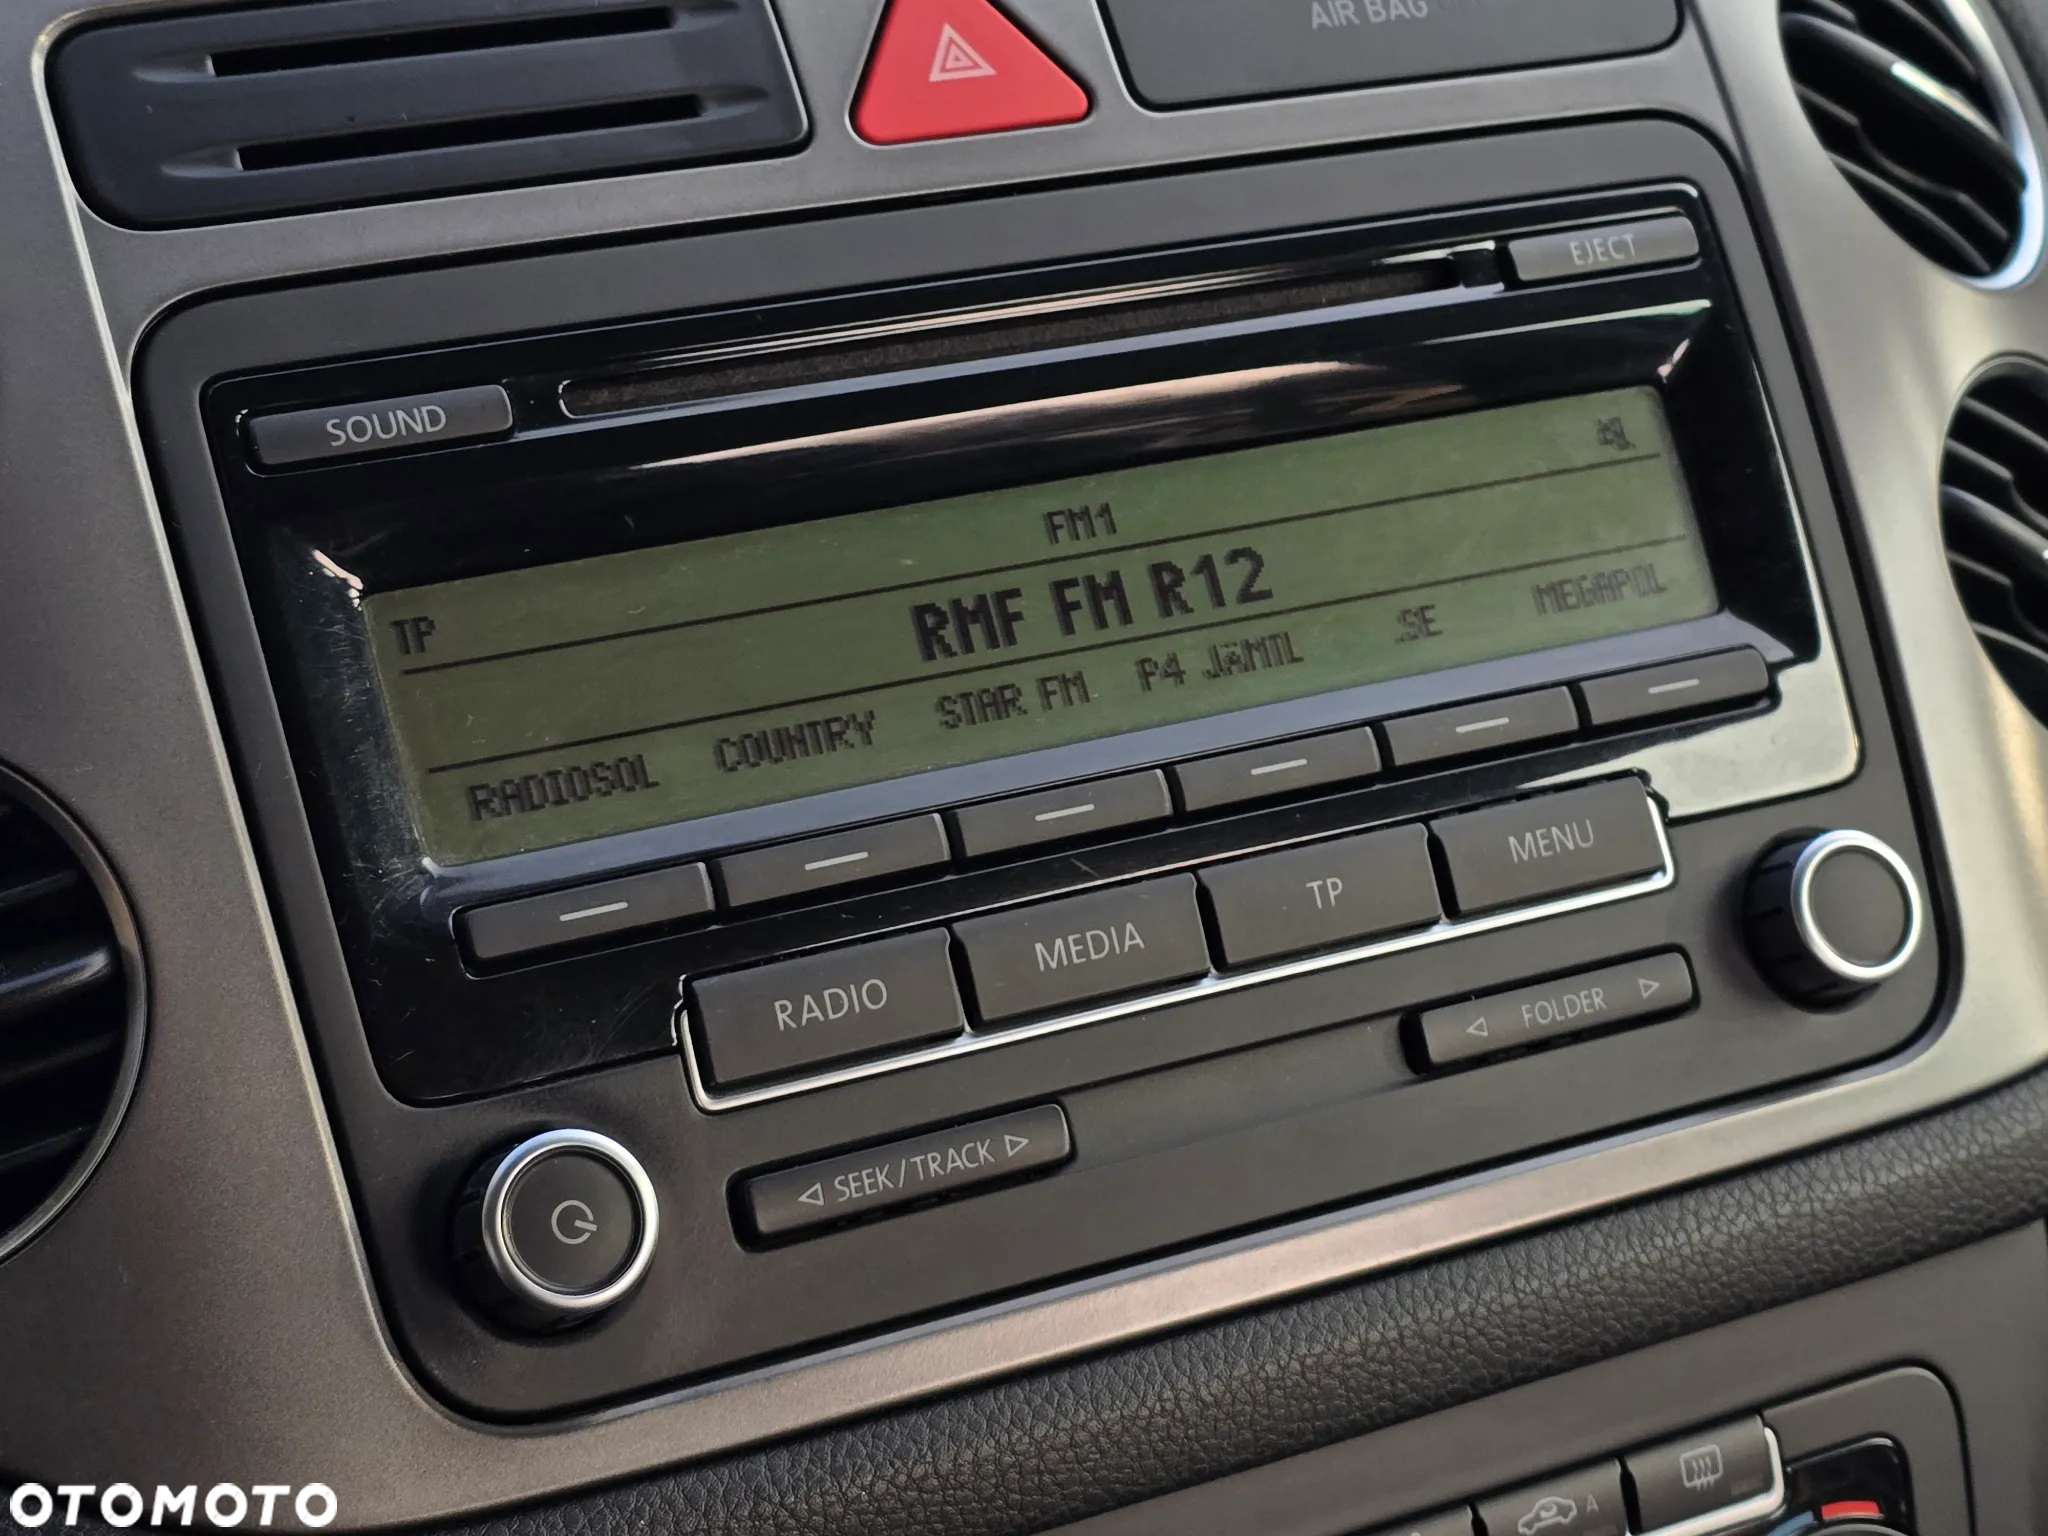 AIR BAG OFF
EJECT
SOUND
FM1
TP
RMF FM R12
RADIOSOL COUNTRY STAR FM P4 JÄMTL .SE MEGAPOL
RADIO MEDIA TP MENU
FOLDER
SEEK/TRACK
A
OTOMOTO